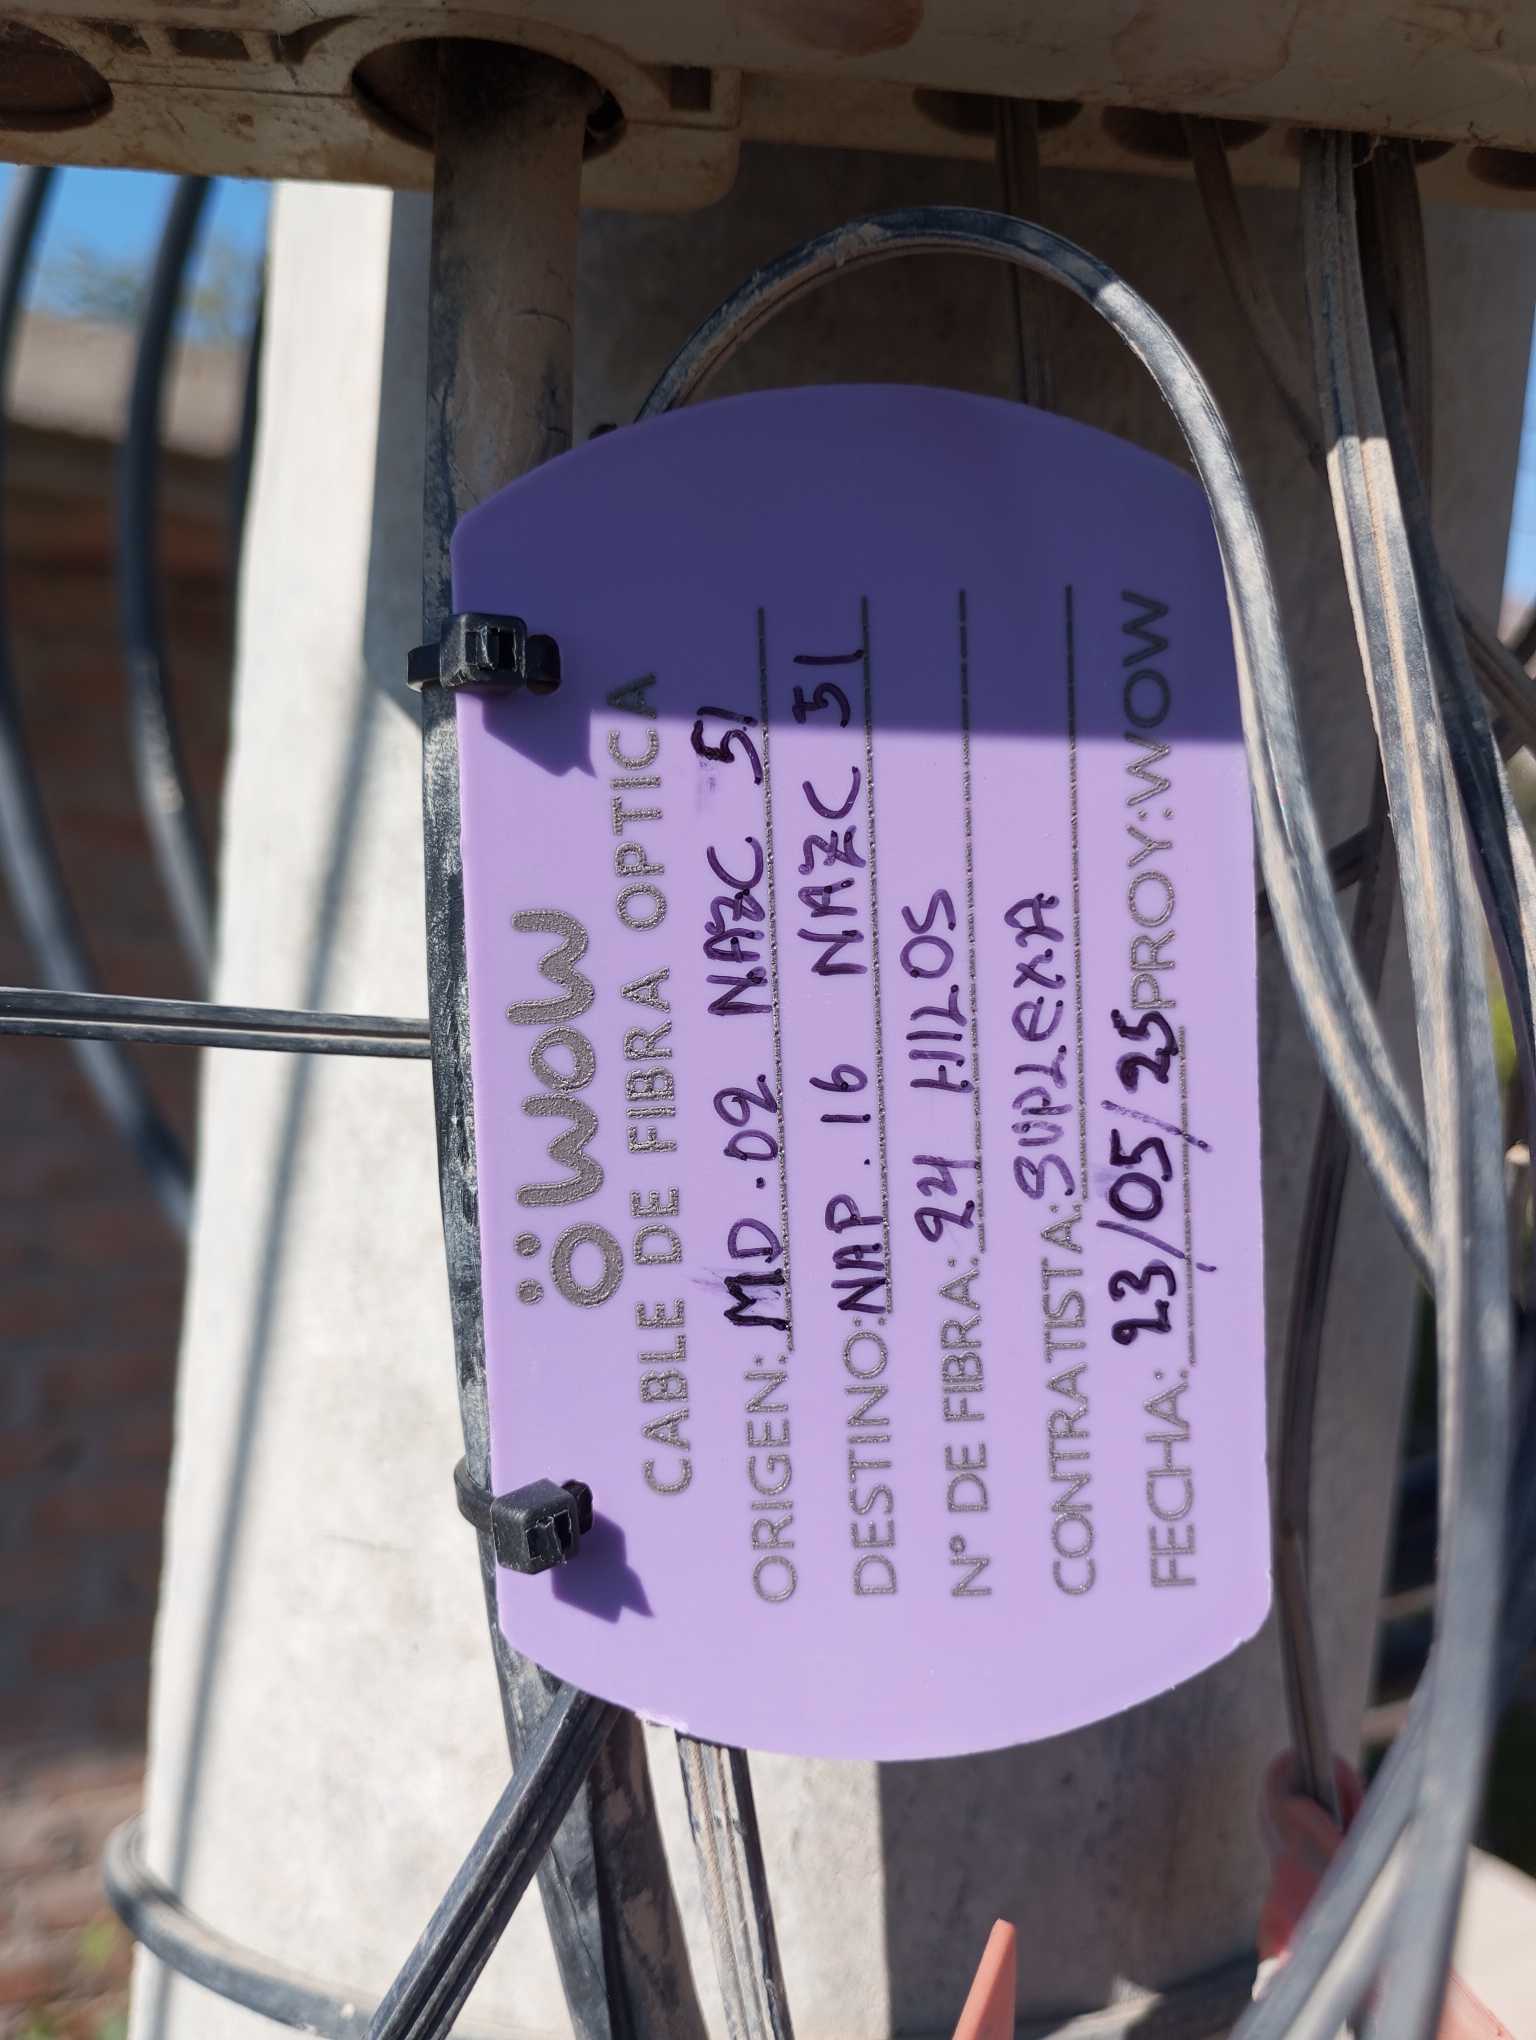 wow
CABLE DE FIBRA OPTICA
ORIGEN: MD.02 NAZC 51
DESTINO: NAP.16 NAZC 51
N° DE FIBRA: 24 HILOS
CONTRATISTA: SUPLEXA
FECHA: 23/05/25 PROY:WOW